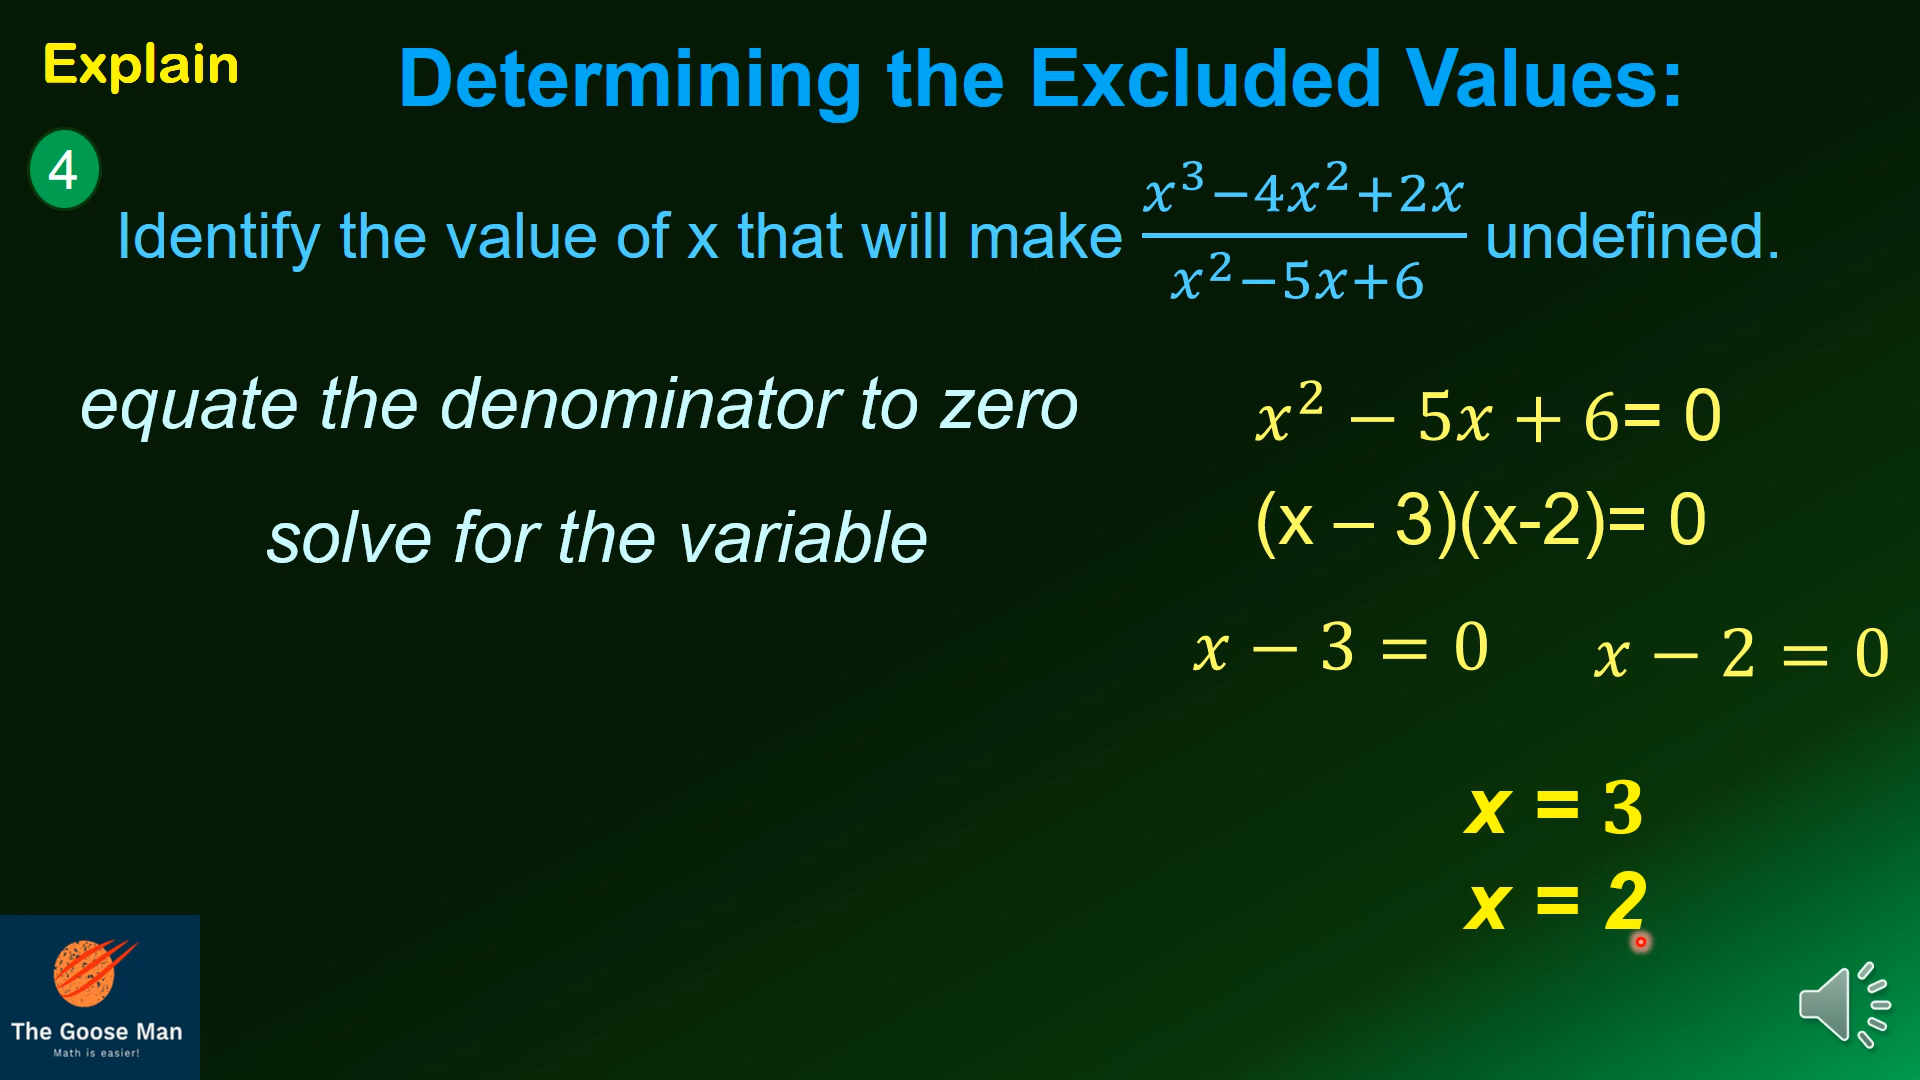 Explain
Determining the Excluded Values:
4
Identify the value of x that will make x³−4x²+2x / x²−5x+6 undefined.
equate the denominator to zero
x² − 5x + 6= 0
(x – 3)(x-2)= 0
solve for the variable
x − 3 = 0 x − 2 = 0
x = 3
x = 2
The Goose Man
Math is easier!